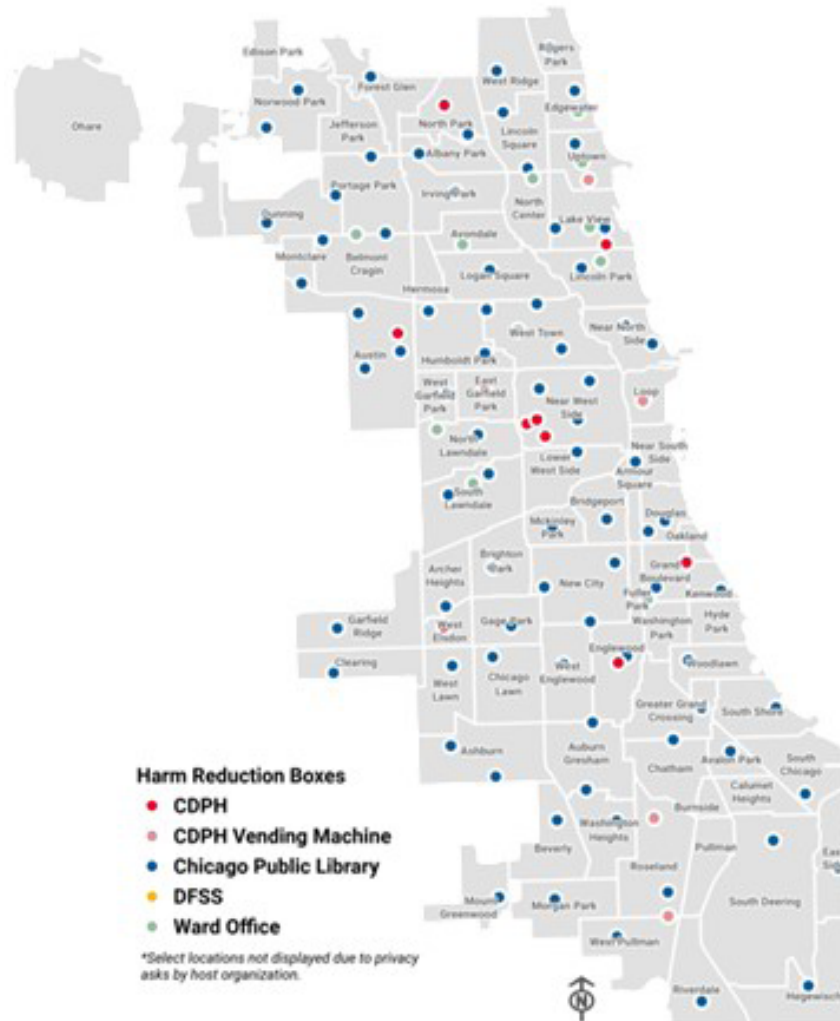 Edison Park
Rogers
Park
Forest Glen
West Ridge
Norwood Park
Edgewater
Ohare
Jefferson
Park
North Park
Lincoln
Square
Albany Park
Uptown
Portage Park
Irving Park
North
Center
Dunning
Lake View
Avondale
Montclare
Belmont
Cragin
Logan Square
Lincoln Park
Hermosa
West Town
Near North
Side
Austin
Humboldt Park
West
Garfield
Park
East
Garfield
Park
Near West
Side
Loop
North
Lawndale
Near South
Side
Lower
West Side
Armour
Square
South
Lawndale
Bridgeport
Douglas
Mckinley
Park
Oakland
Brighton
Park
Archer
Heights
Grand
Boulevard
New City
Fuller
Park
Kenwood
Garfield
Ridge
West
Elsdon
Gage Park
Washington
Park
Hyde
Park
Englewood
Clearing
West
Lawn
Chicago
Lawn
West
Englewood
Woodlawn
Greater Grand
Crossing
South Shore
Ashburn
Auburn
Gresham
Chatham
Avalon Park
South
Chicago
Calumet
Heights
Burnside
Washington
Heights
Beverly
Pullman
Roseland
East
Side
Mount
Greenwood
Morgan Park
South Deering
West Pullman
Riverdale
Hegewisch
Harm Reduction Boxes
CDPH
CDPH Vending Machine
Chicago Public Library
DFSS
Ward Office
*Select locations not displayed due to privacy
asks by host organization.
N